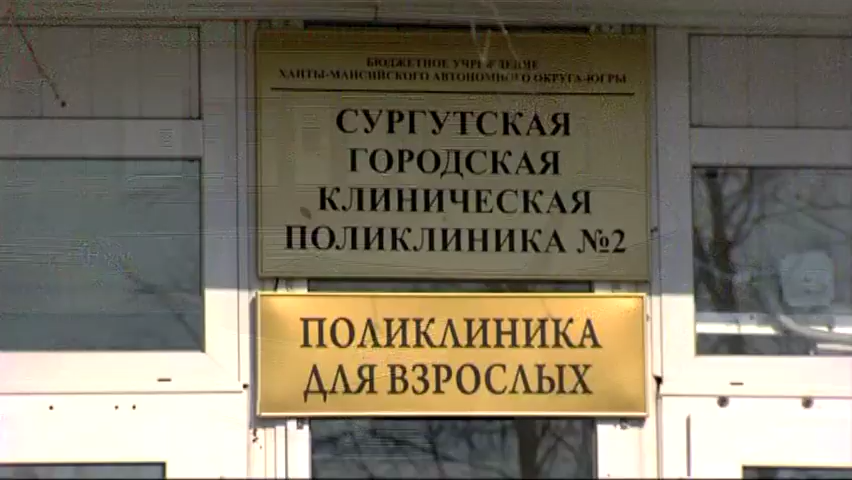 БЮДЖЕТНОЕ УЧРЕЖДЕНИЕ
ХАНТЫ-МАНСИЙСКОГО АВТОНОМНОГО ОКРУГА-ЮГРЫ
СУРГУТСКАЯ
ГОРОДСКАЯ
КЛИНИЧЕСКАЯ
ПОЛИКЛИНИКА №2
ПОЛИКЛИНИКА
ДЛЯ ВЗРОСЛЫХ